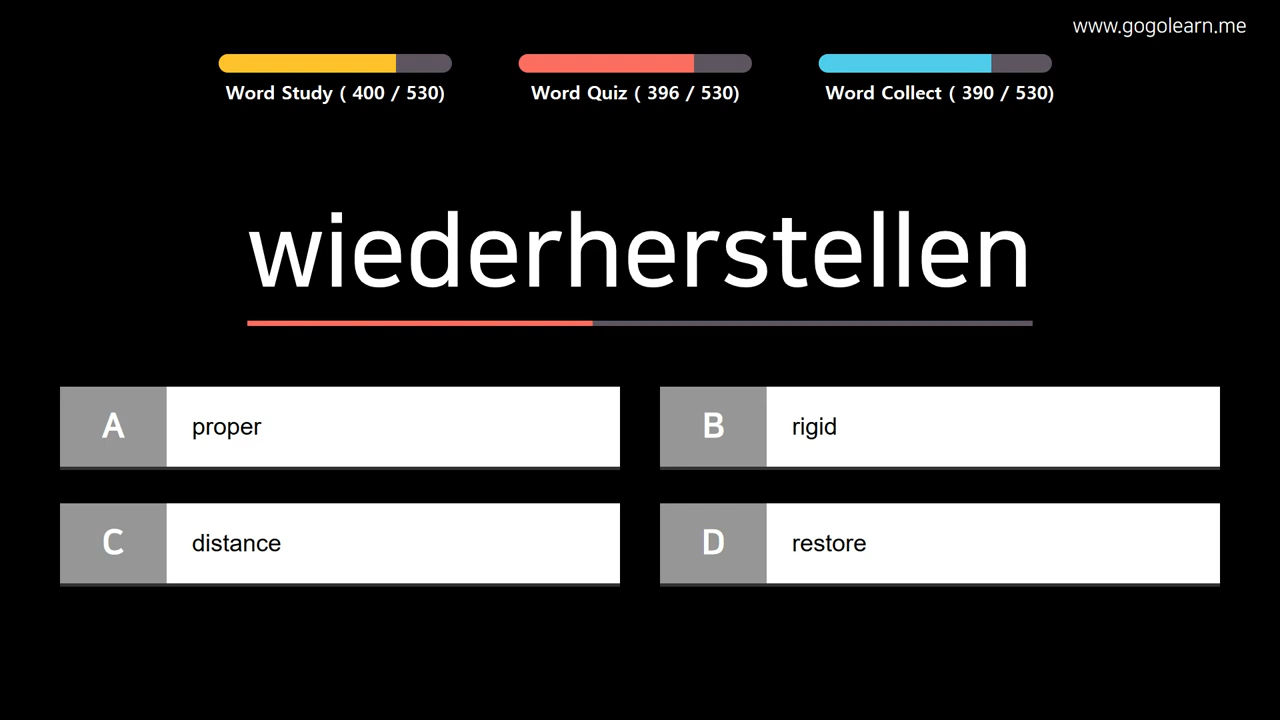 www.gogolearn.me
Word Study ( 400 / 530)
Word Quiz ( 396 / 530)
Word Collect ( 390 / 530)
wiederherstellen
A proper
B rigid
C distance
D restore